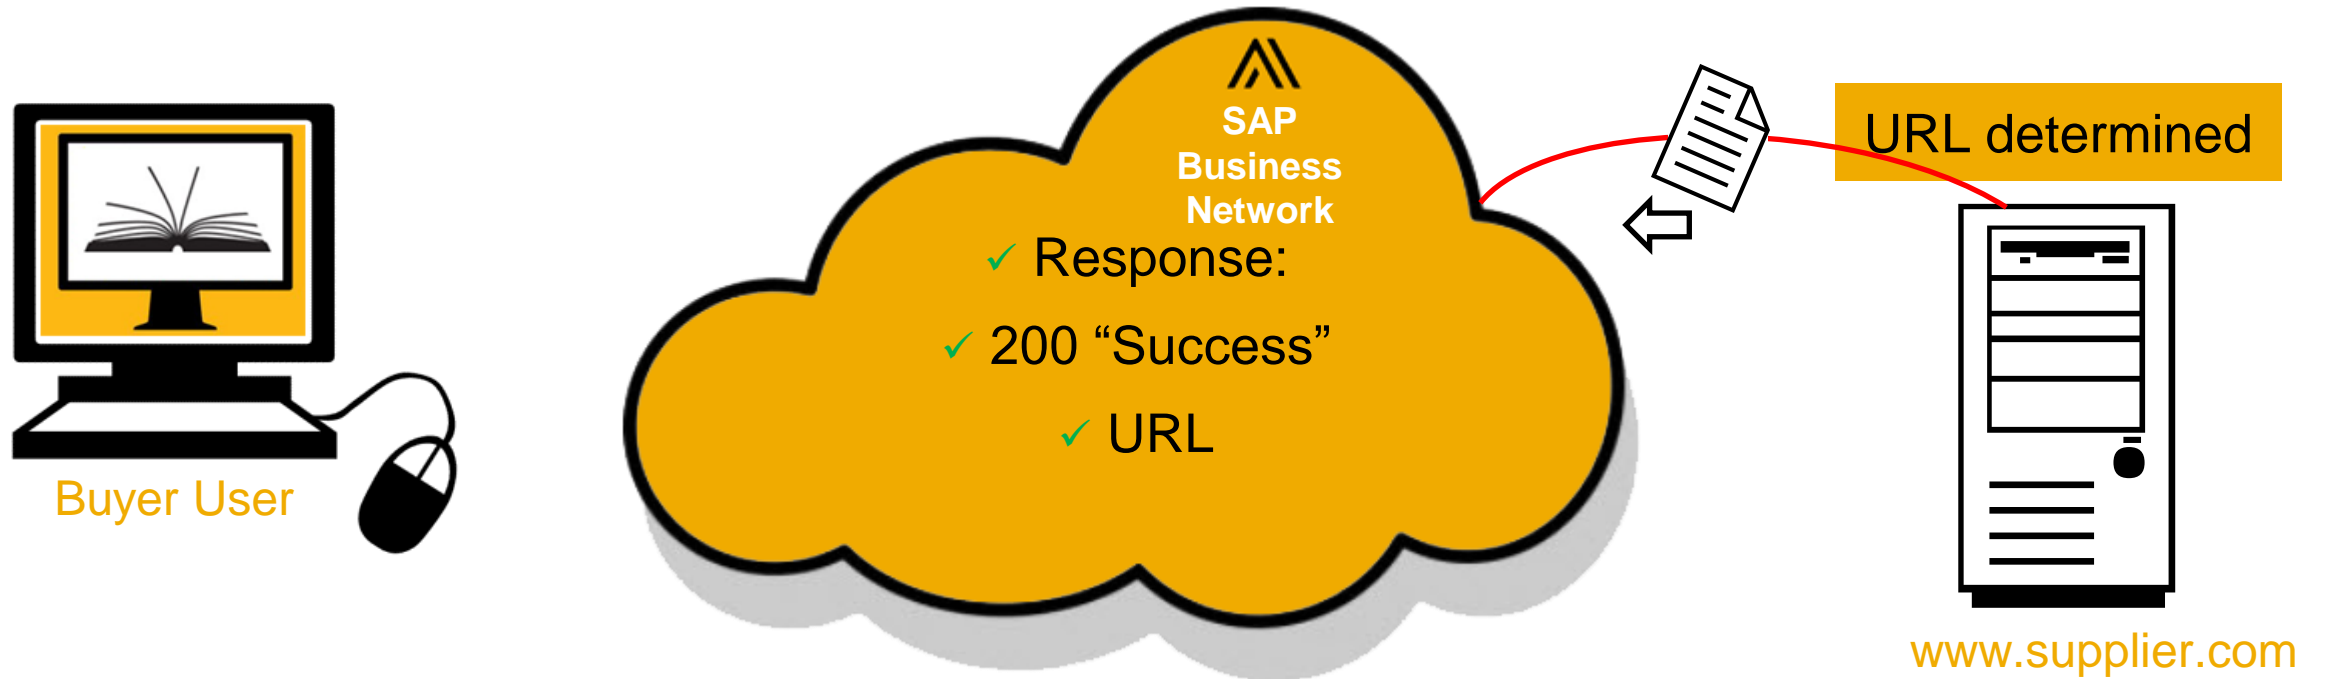 SAP
Business
Network
✓ Response:
✓ 200 “Success”
✓ URL
URL determined
Buyer User
www.supplier.com